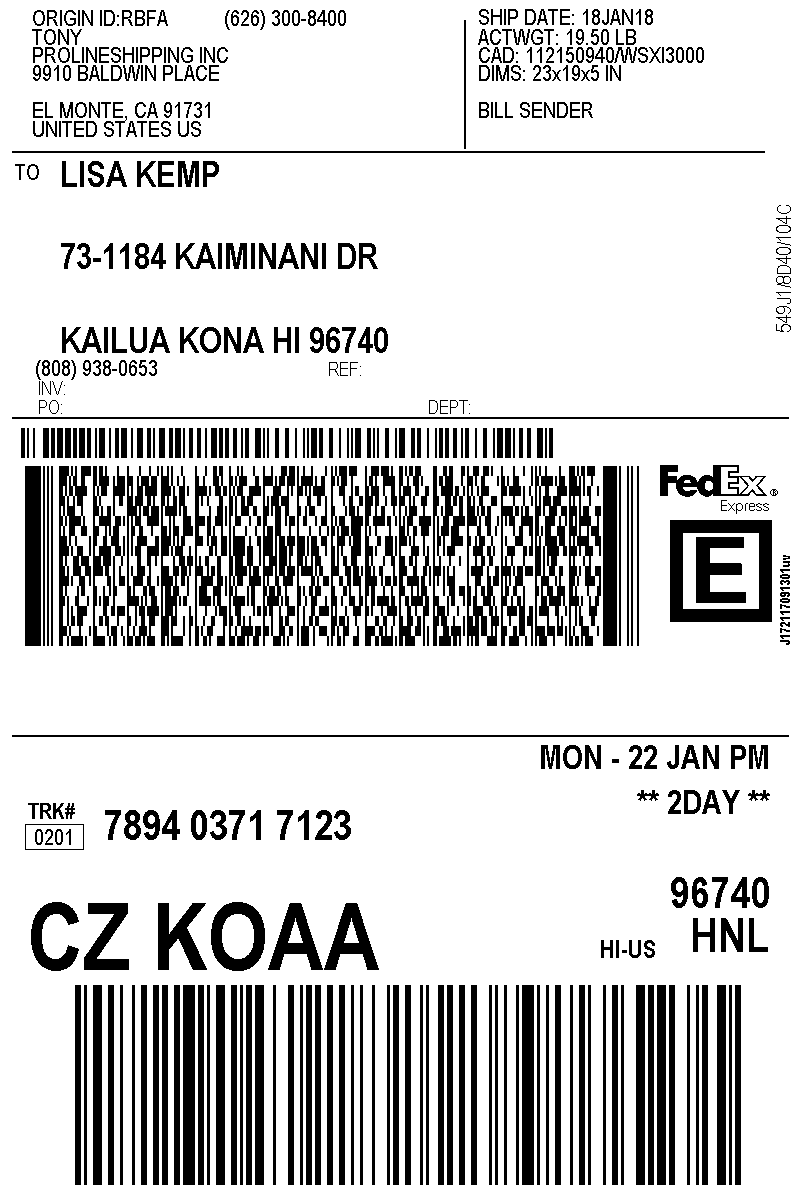 ORIGIN ID:RBFA (626) 300-8400
TONY
PROLINESHIPPING INC
9910 BALDWIN PLACE
EL MONTE, CA 91731
UNITED STATES US
SHIP DATE: 18JAN18
ACTWGT: 19.50 LB
CAD: 112150940/WSXI3000
DIMS: 23x19x5 IN
BILL SENDER
TO LISA KEMP
73-1184 KAIMINANI DR
KAILUA KONA HI 96740
(808) 938-0653 REF:
INV:
PO: DEPT:
549J1/8D40/104C
FedEx®
Express
E
J172117091301uv
MON - 22 JAN PM
** 2DAY **
TRK#
0201 7894 0371 7123
96740
CZ KOAA
HI-US HNL